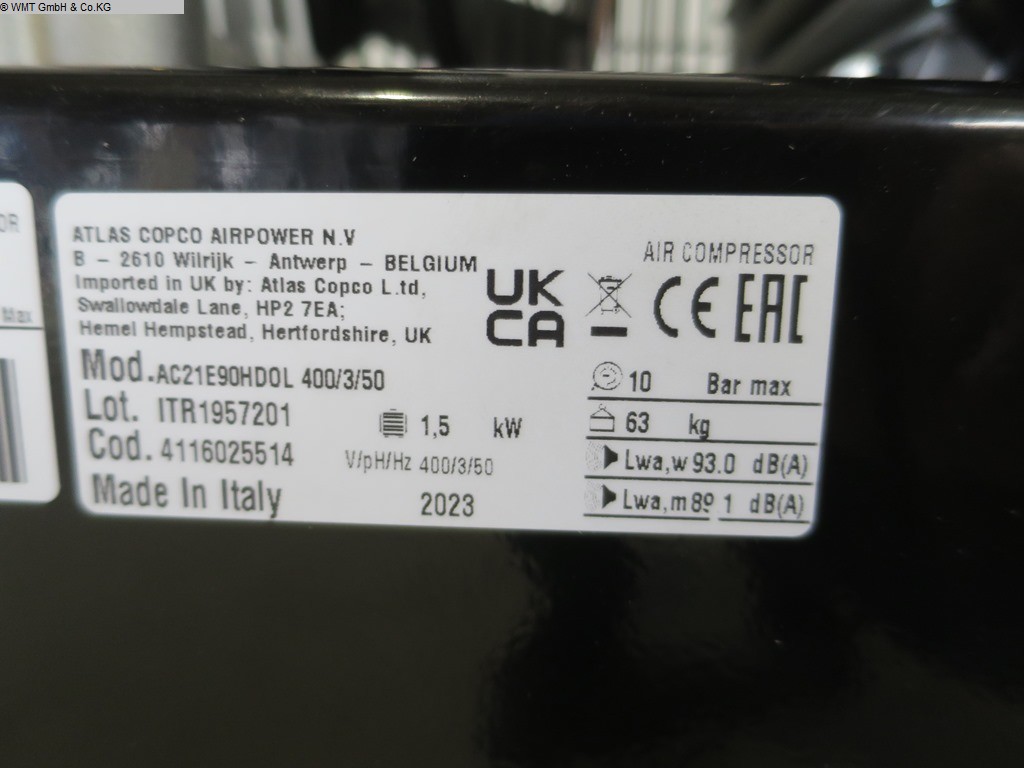 © WMT GmbH & Co.KG
OR
Max
ATLAS COPCO AIRPOWER N.V
B - 2610 Wilrijk - Antwerp - BELGIUM
Imported in UK by: Atlas Copco L.td,
Swallowdale Lane, HP2 7EA;
Hemel Hempstead, Hertfordshire, UK
Mod.AC21E90HDOL 400/3/50
Lot. ITR1957201
Cod. 4116025514
Made In Italy
1,5 kW
V/pH/Hz 400/3/50
2023
UK
CA
AIR COMPRESSOR
CE EAC
10 Bar max
63 kg
Lwa,w 93.0 dB(A)
Lwa,m 89.1 dB(A)